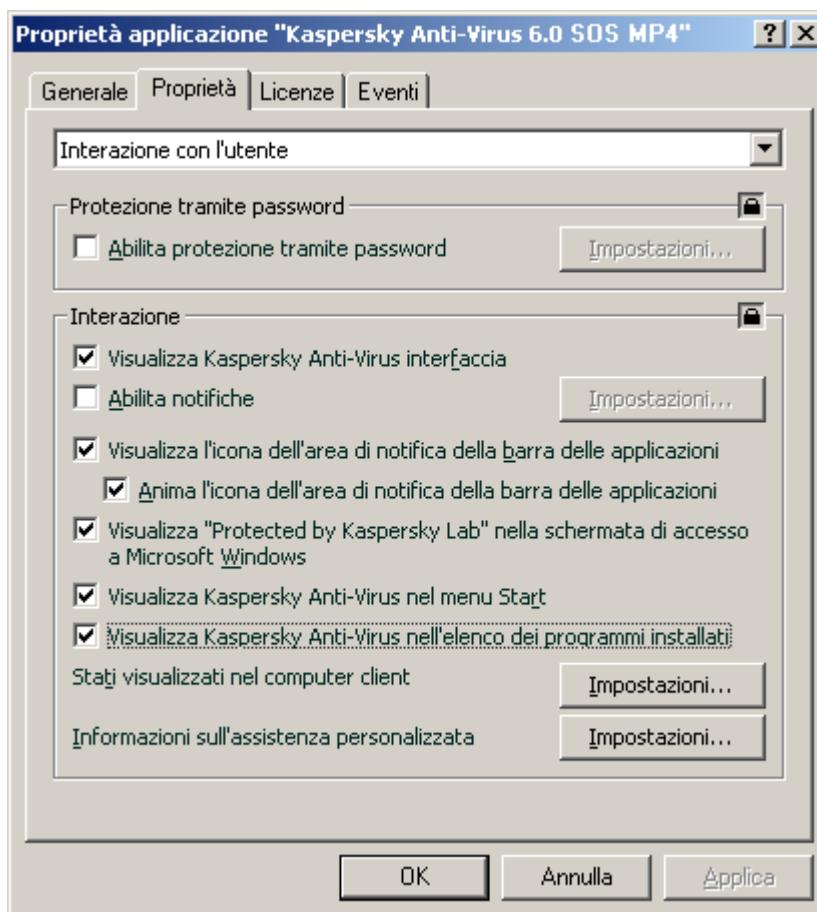 Proprietà applicazione "Kaspersky Anti-Virus 6.0 SOS MP4"
Generale Proprietà Licenze Eventi
Interazione con l'utente
Protezione tramite password
Abilita protezione tramite password Impostazioni...
Interazione
Visualizza Kaspersky Anti-Virus interfaccia
Abilita notifiche Impostazioni...
Visualizza l'icona dell'area di notifica della barra delle applicazioni
Anima l'icona dell'area di notifica della barra delle applicazioni
Visualizza "Protected by Kaspersky Lab" nella schermata di accesso
a Microsoft Windows
Visualizza Kaspersky Anti-Virus nel menu Start
Visualizza Kaspersky Anti-Virus nell'elenco dei programmi installati
Stati visualizzati nel computer client Impostazioni...
Informazioni sull'assistenza personalizzata Impostazioni...
OK Annulla Applica